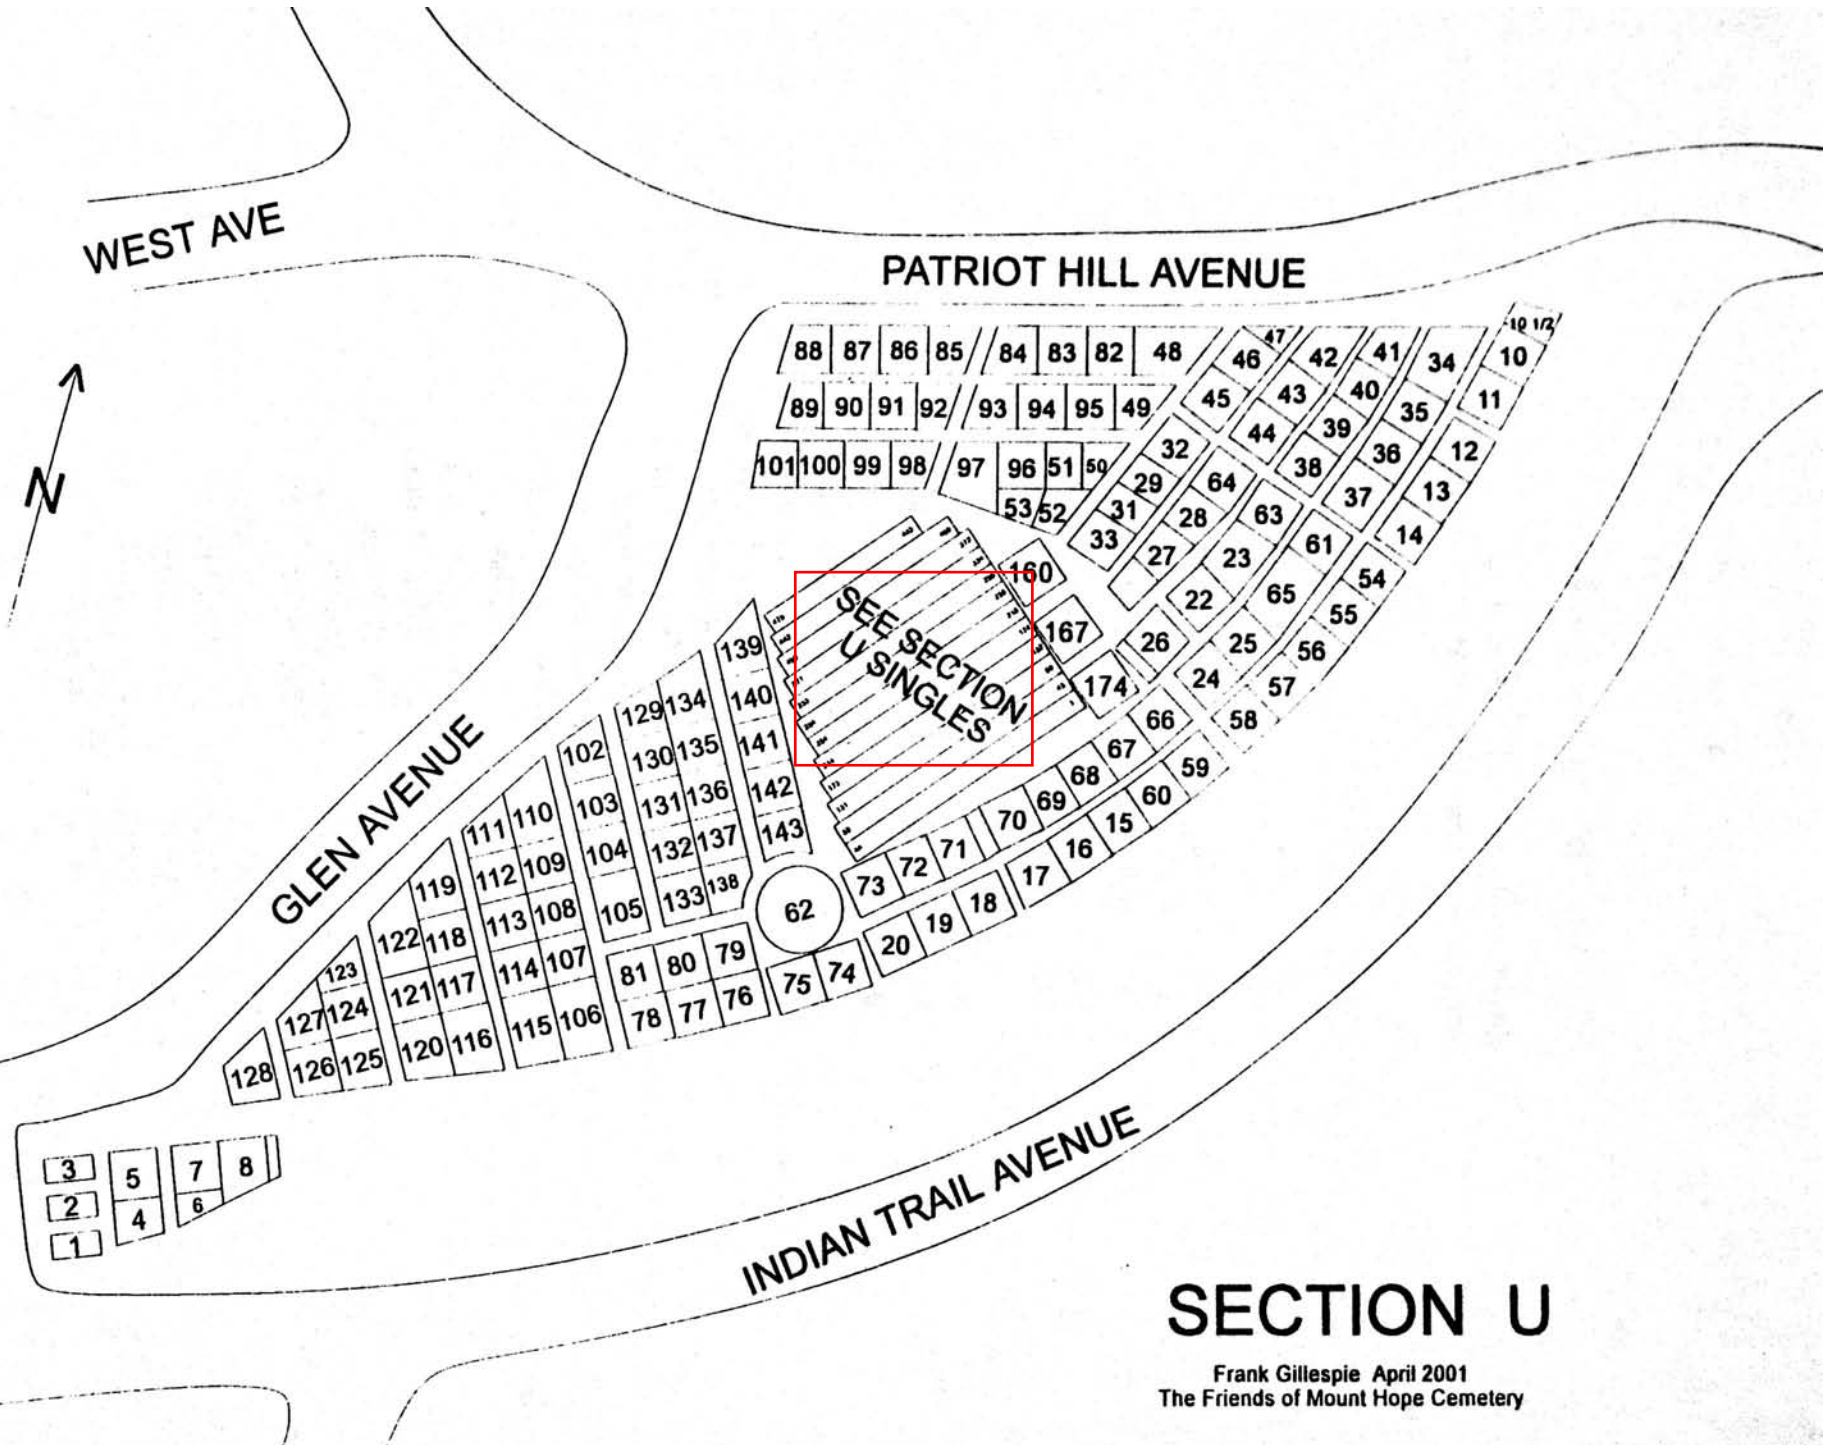 WEST AVE
PATRIOT HILL AVENUE
10 1/2
88 87 86 85 84 83 82 48 46 47 42 41 34 10
89 90 91 92 93 94 95 49 45 43 40 35 11
101 100 99 98 97 96 51 50 32 44 39 36 12
53 52 29 64 38 37 13
31 28 63 61 14
33 27 23 65 54
160 22 55
167 26 25 56
174 24 57
66 58
N
SEE SECTION
U SINGLES
139
129 134 140
102 130 135 141
111 110 103 131 136 142
112 109 104 132 137 143
119 113 108 105 133 138
122 118 114 107 81 80 79
123 121 117 115 106 78 77 76
127 124 120 116
128 126 125
62
73 72 71 70 69 68 67
75 74 20 19 18 17 16 15 60 59
GLEN AVENUE
3 5 7 8
2 4 6
1
INDIAN TRAIL AVENUE
SECTION U
Frank Gillespie April 2001
The Friends of Mount Hope Cemetery